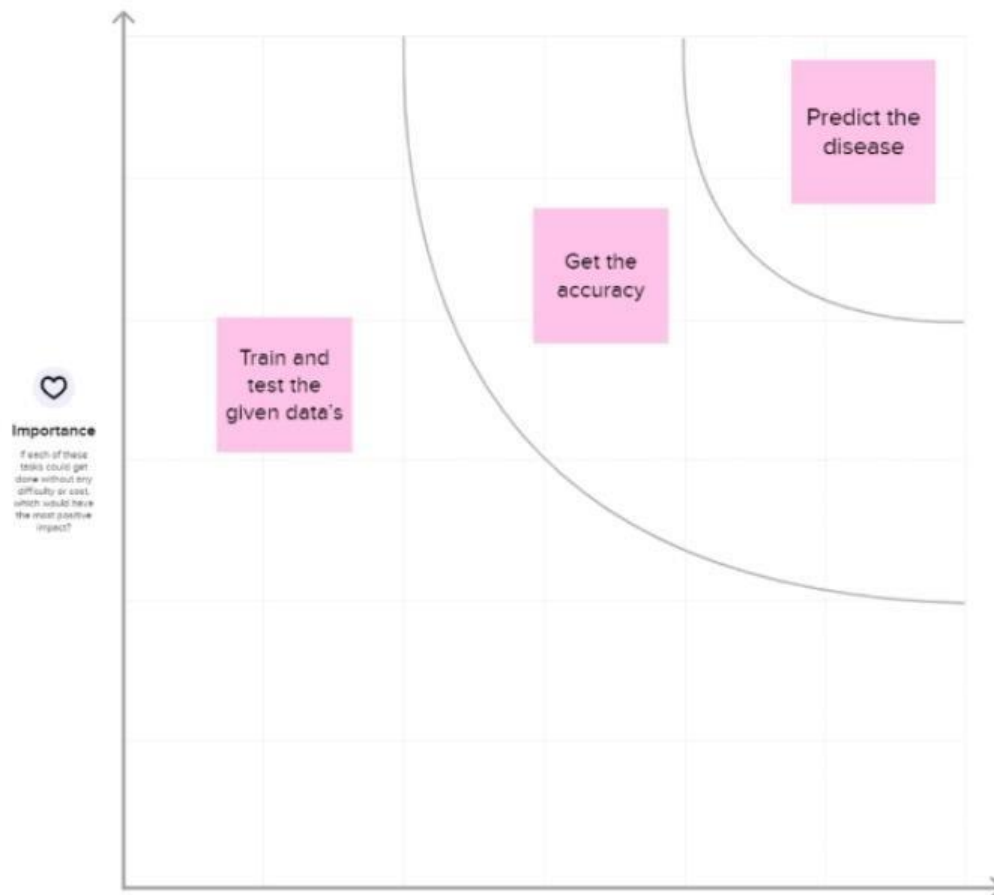 Predict the
disease
Get the
accuracy
Train and
test the
given data's
Importance
If each of these
tasks could get
done without any
difficulty or cost,
which would have
the most positive
impact?